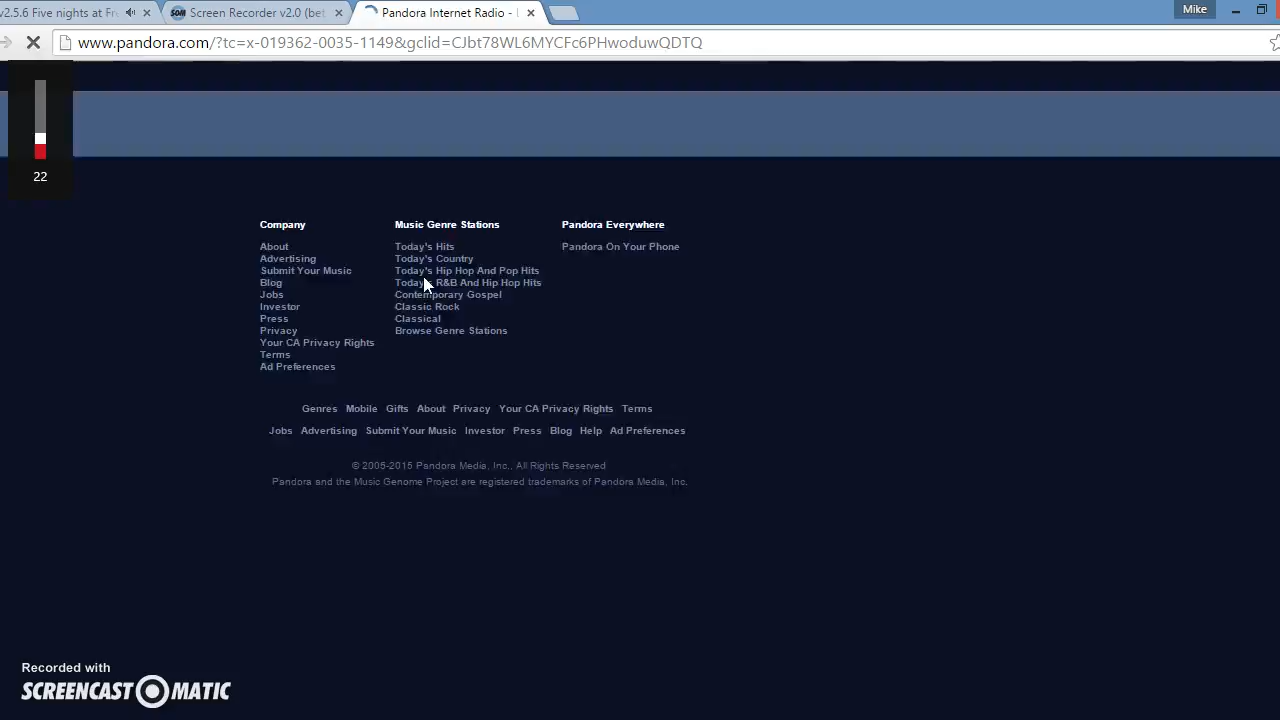 v2.5.6 Five nights at Fr
Screen Recorder v2.0 (bet
Pandora Internet Radio -
Mike
www.pandora.com/?tc=x-019362-0035-1149&gclid=CJbt78WL6MYCFc6PHwoduwQDTQ
22
Company
About
Advertising
Submit Your Music
Blog
Jobs
Investor
Press
Privacy
Your CA Privacy Rights
Terms
Ad Preferences
Music Genre Stations
Today's Hits
Today's Country
Today's Hip Hop And Pop Hits
Today's R&B And Hip Hop Hits
Contemporary Gospel
Classic Rock
Classical
Browse Genre Stations
Pandora Everywhere
Pandora On Your Phone
Genres Mobile Gifts About Privacy Your CA Privacy Rights Terms
Jobs Advertising Submit Your Music Investor Press Blog Help Ad Preferences
© 2005-2015 Pandora Media, Inc., All Rights Reserved
Pandora and the Music Genome Project are registered trademarks of Pandora Media, Inc.
Recorded with
SCREENCAST-O-MATIC